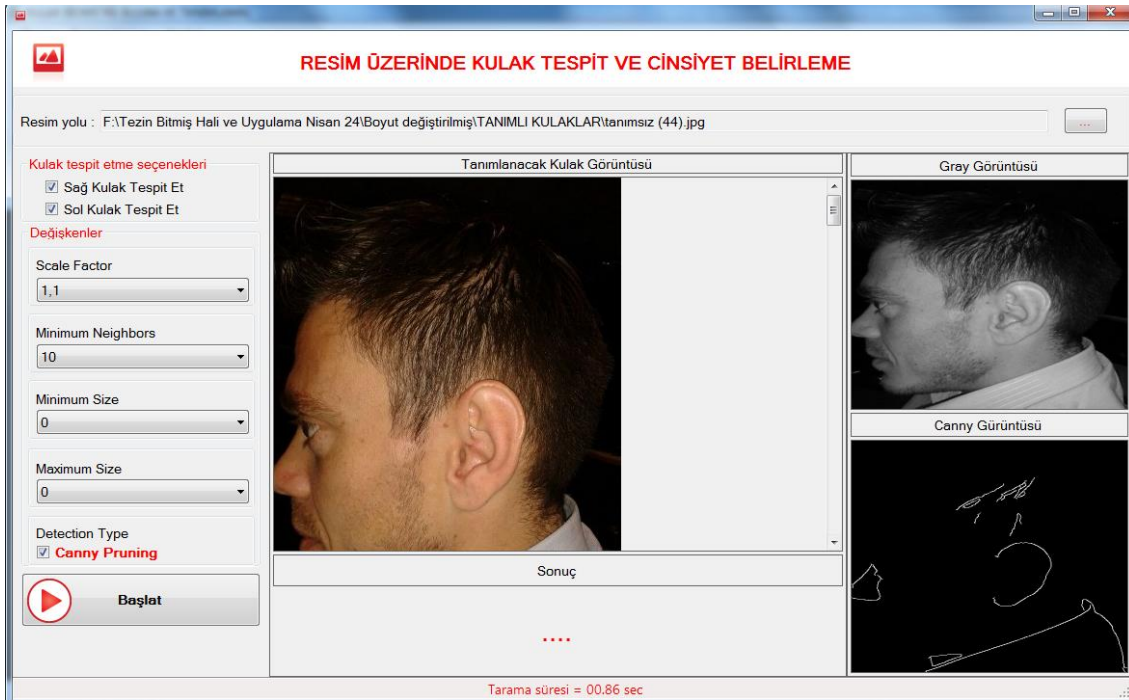 RESİM ÜZERİNDE KULAK TESPİT VE CİNSİYET BELİRLEME
Resim yolu : F:\Tezin Bitmiş Hali ve Uygulama Nisan 24\Boyut değiştirilmiş\TANIMLI KULAKLAR\tanımsız (44).jpg
...
Kulak tespit etme seçenekleri
Sağ Kulak Tespit Et
Sol Kulak Tespit Et
Değişkenler
Scale Factor
1,1
Minimum Neighbors
10
Minimum Size
0
Maximum Size
0
Detection Type
Canny Pruning
Başlat
Tanımlanacak Kulak Görüntüsü
Sonuç
....
Gray Görüntüsü
Canny Gürüntüsü
Tarama süresi = 00.86 sec